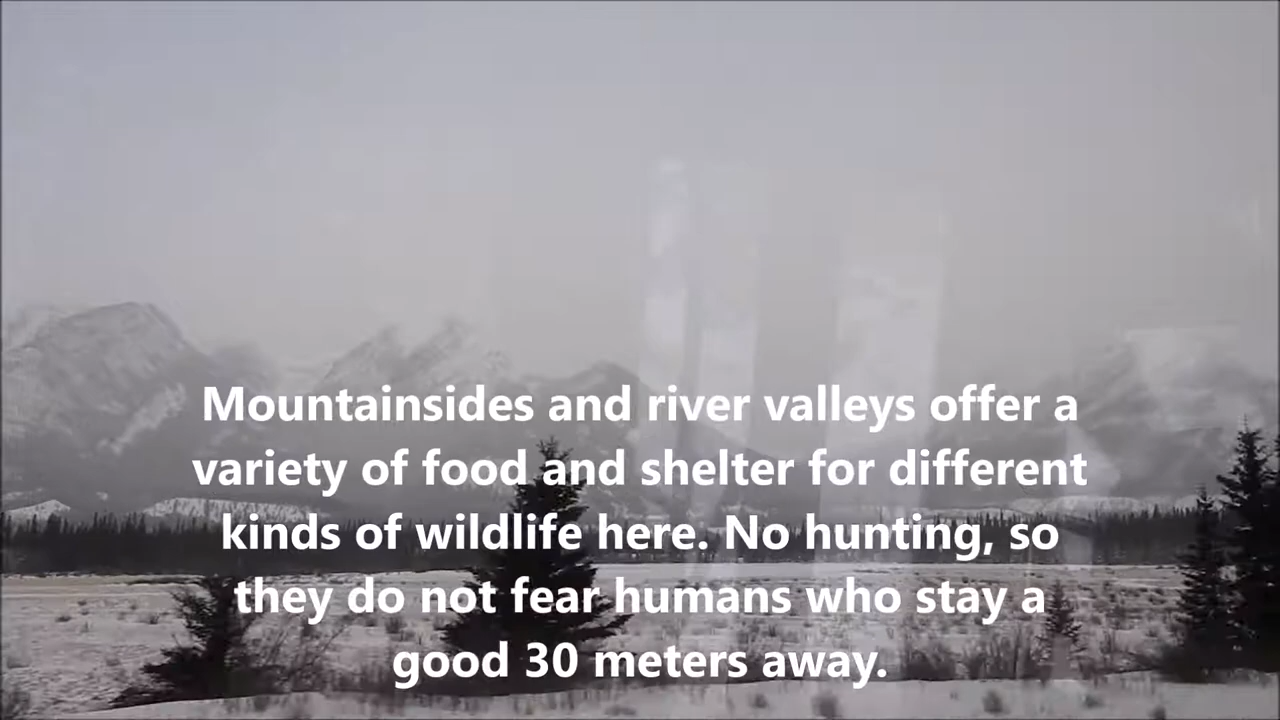 Mountainsides and river valleys offer a
variety of food and shelter for different
kinds of wildlife here. No hunting, so
they do not fear humans who stay a
good 30 meters away.